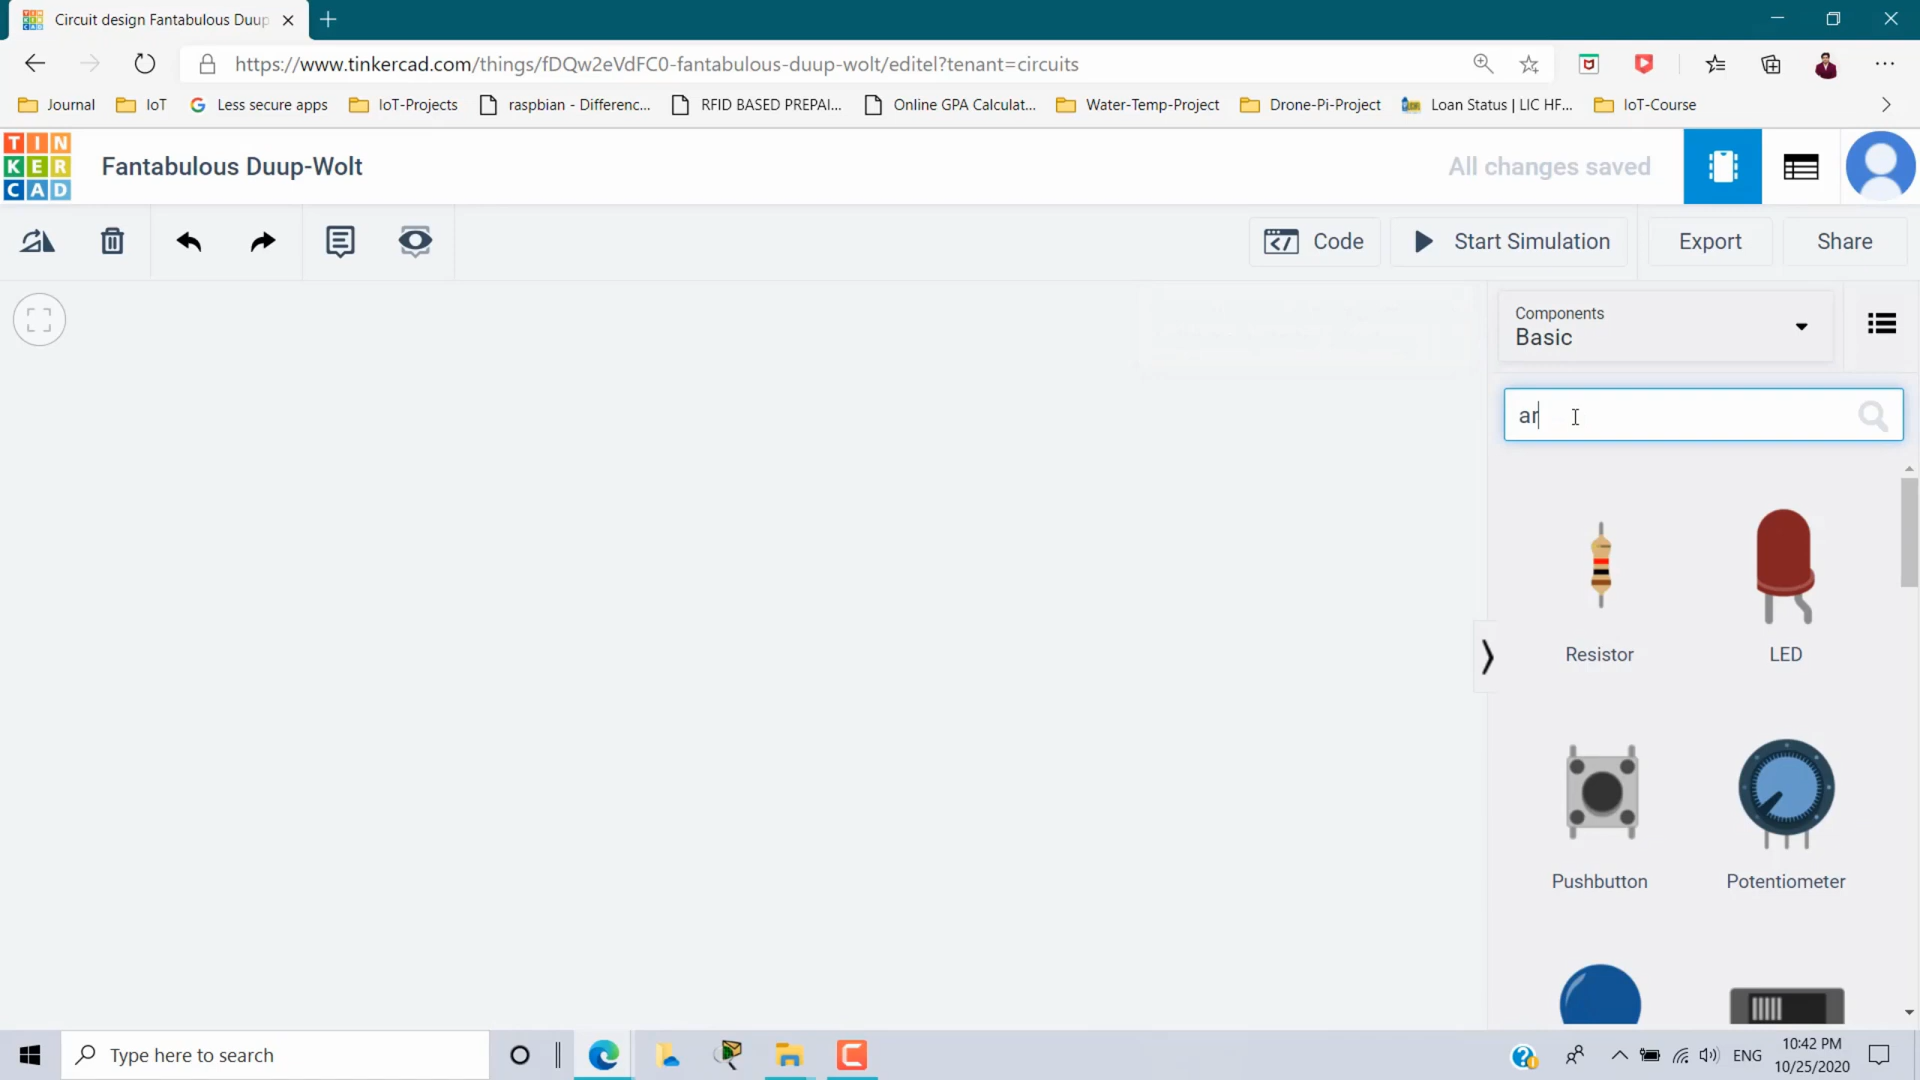 Circuit design Fantabulous Duup
https://www.tinkercad.com/things/fDQw2eVdFC0-fantabulous-duup-wolt/editel?tenant=circuits
Journal IoT Less secure apps IoT-Projects raspbian - Differenc... RFID BASED PREPAI... Online GPA Calculat... Water-Temp-Project Drone-Pi-Project Loan Status | LIC HF... IoT-Course
TIN
KER
CAD
Fantabulous Duup-Wolt
All changes saved
Code
Start Simulation
Export
Share
Components
Basic
ar
Resistor
LED
Pushbutton
Potentiometer
Type here to search
ENG
10:42 PM
10/25/2020